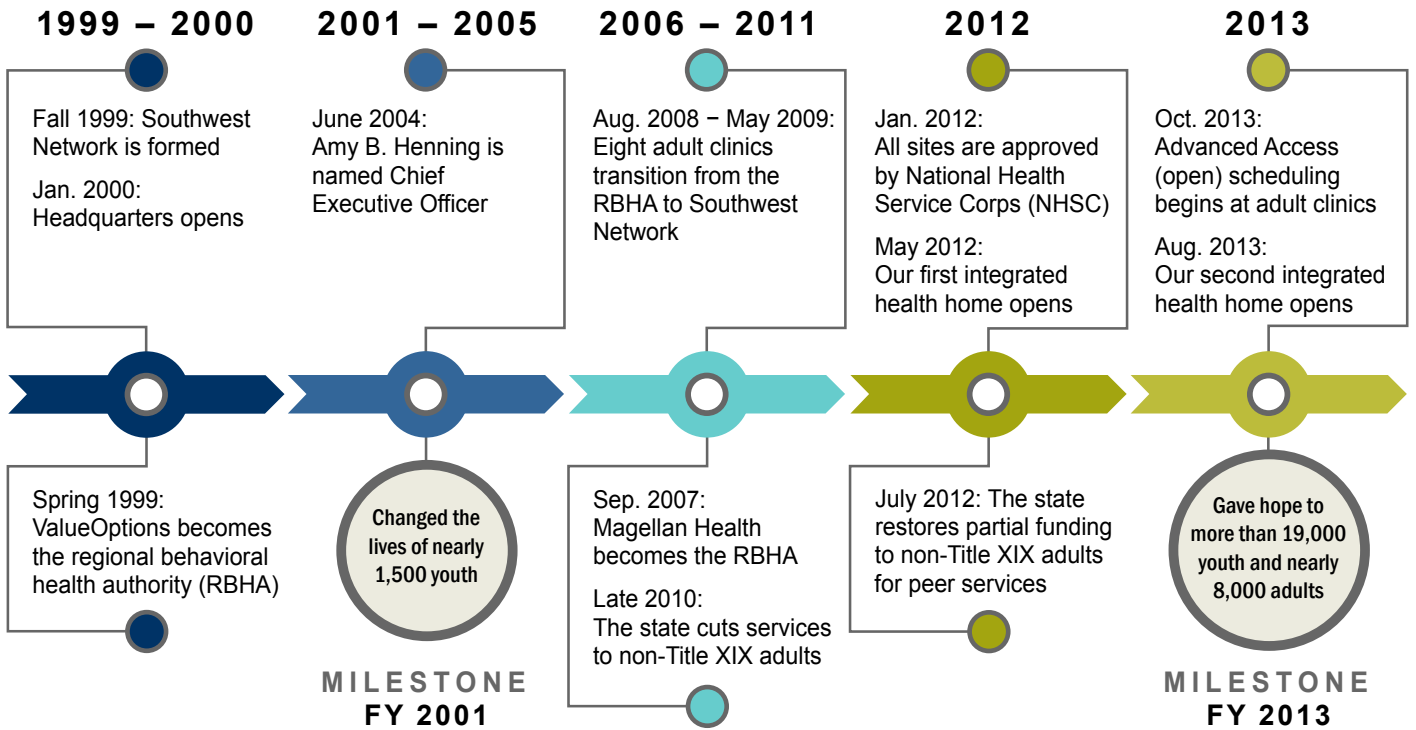 1999 – 2000
Fall 1999: Southwest
Network is formed
Jan. 2000:
Headquarters opens
Spring 1999:
ValueOptions becomes
the regional behavioral
health authority (RBHA)
2001 – 2005
June 2004:
Amy B. Henning is
named Chief
Executive Officer
Changed the
lives of nearly
1,500 youth
MILESTONE
FY 2001
2006 – 2011
Aug. 2008 – May 2009:
Eight adult clinics
transition from the
RBHA to Southwest
Network
Sep. 2007:
Magellan Health
becomes the RBHA
Late 2010:
The state cuts services
to non-Title XIX adults
2012
Jan. 2012:
All sites are approved
by National Health
Service Corps (NHSC)
May 2012:
Our first integrated
health home opens
July 2012: The state
restores partial funding
to non-Title XIX adults
for peer services
2013
Oct. 2013:
Advanced Access
(open) scheduling
begins at adult clinics
Aug. 2013:
Our second integrated
health home opens
Gave hope to
more than 19,000
youth and nearly
8,000 adults
MILESTONE
FY 2013